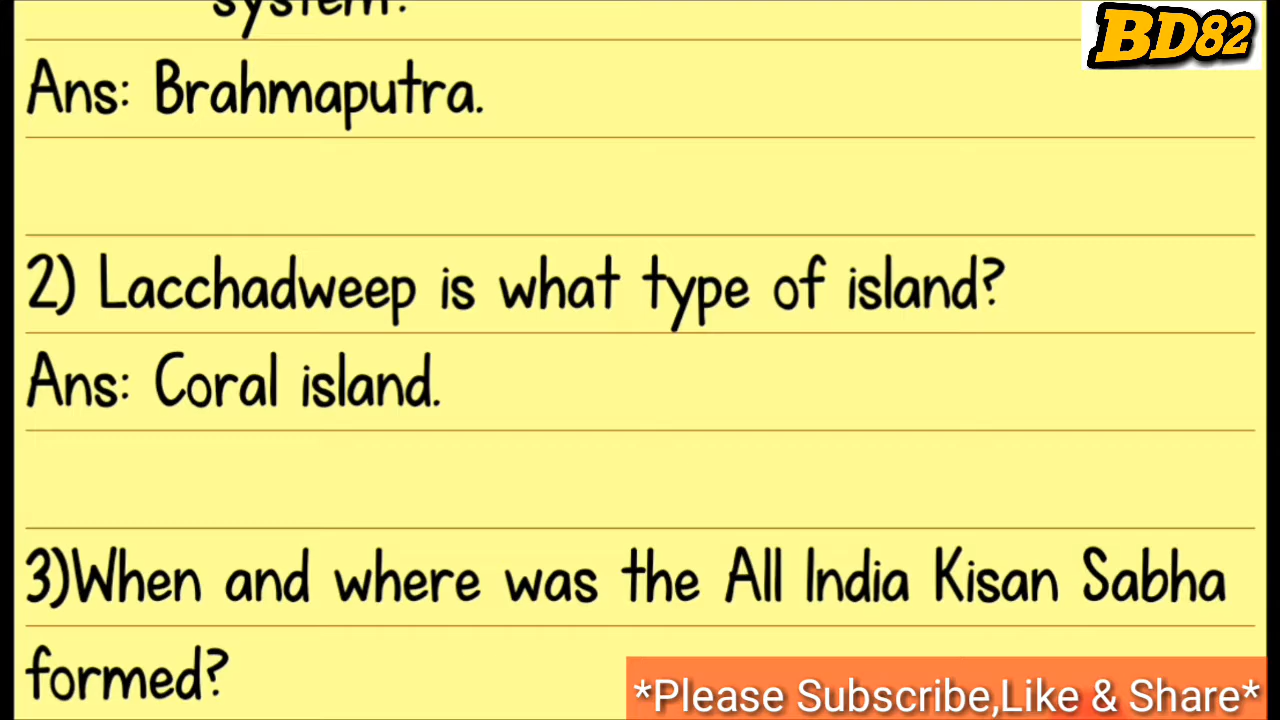 system?
BD82
Ans: Brahmaputra.
2) Lacchadweep is what type of island?
Ans: Coral island.
3)When and where was the All India Kisan Sabha
formed?
*Please Subscribe,Like & Share*